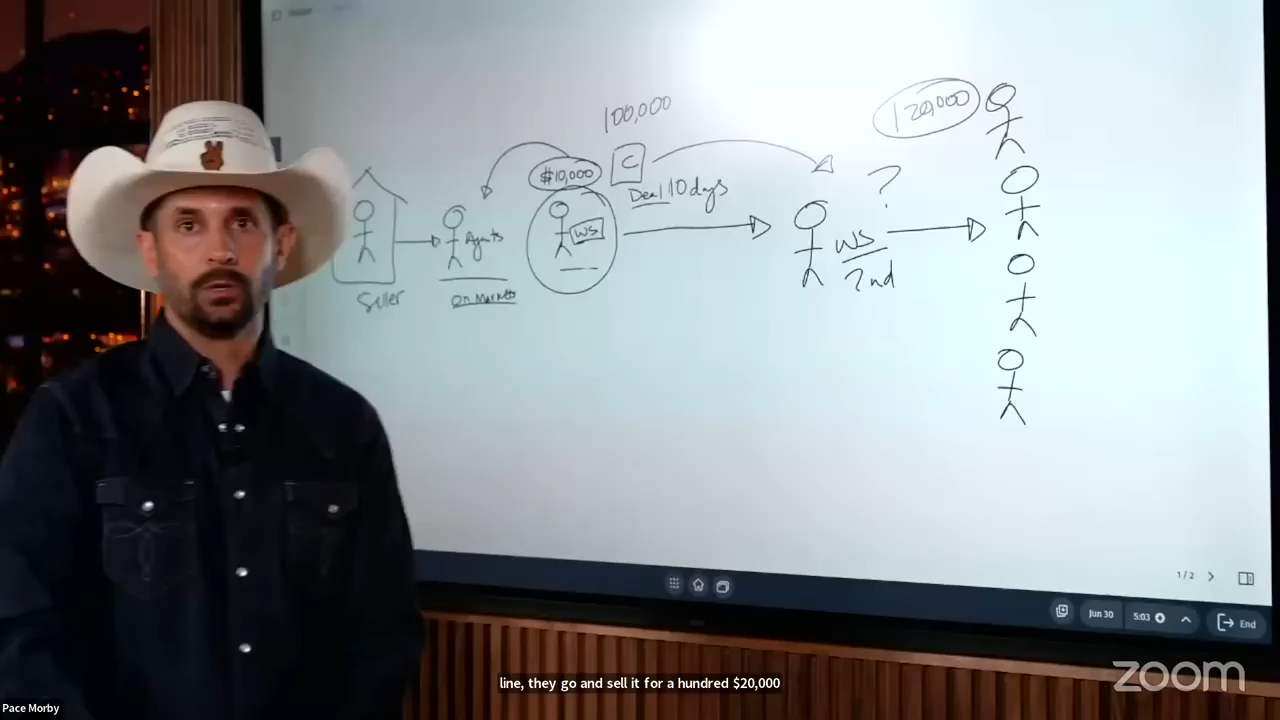 100,000
120,000
$10,000
C
Deal 10 days
?
Agents
WS
WS
2nd
Seller
On Market
1/2
Jun 30
5:03
End
line, they go and sell it for a hundred $20,000
zoom
Pace Morby